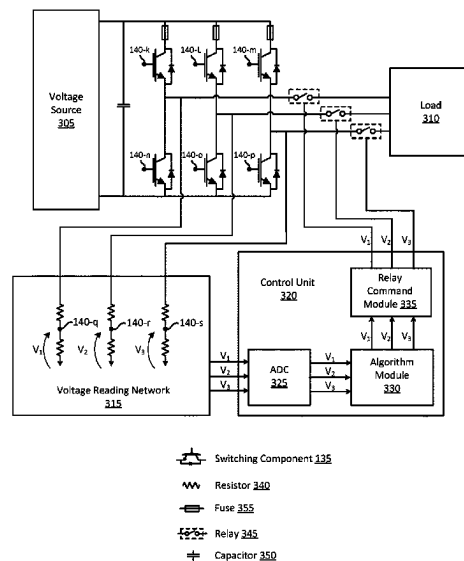 140-k
140-L
140-m
Voltage
Source
305
Load
310
140-n
140-o
140-p
V1
V2
V3
Control Unit
320
Relay
Command
Module 335
140-q
140-r
140-s
V1
V2
V3
V1
V2
V3
V1
V2
V3
V1
V2
V3
ADC
325
Algorithm
Module
330
Voltage Reading Network
315
Switching Component 135
Resistor 340
Fuse 355
Relay 345
Capacitor 350